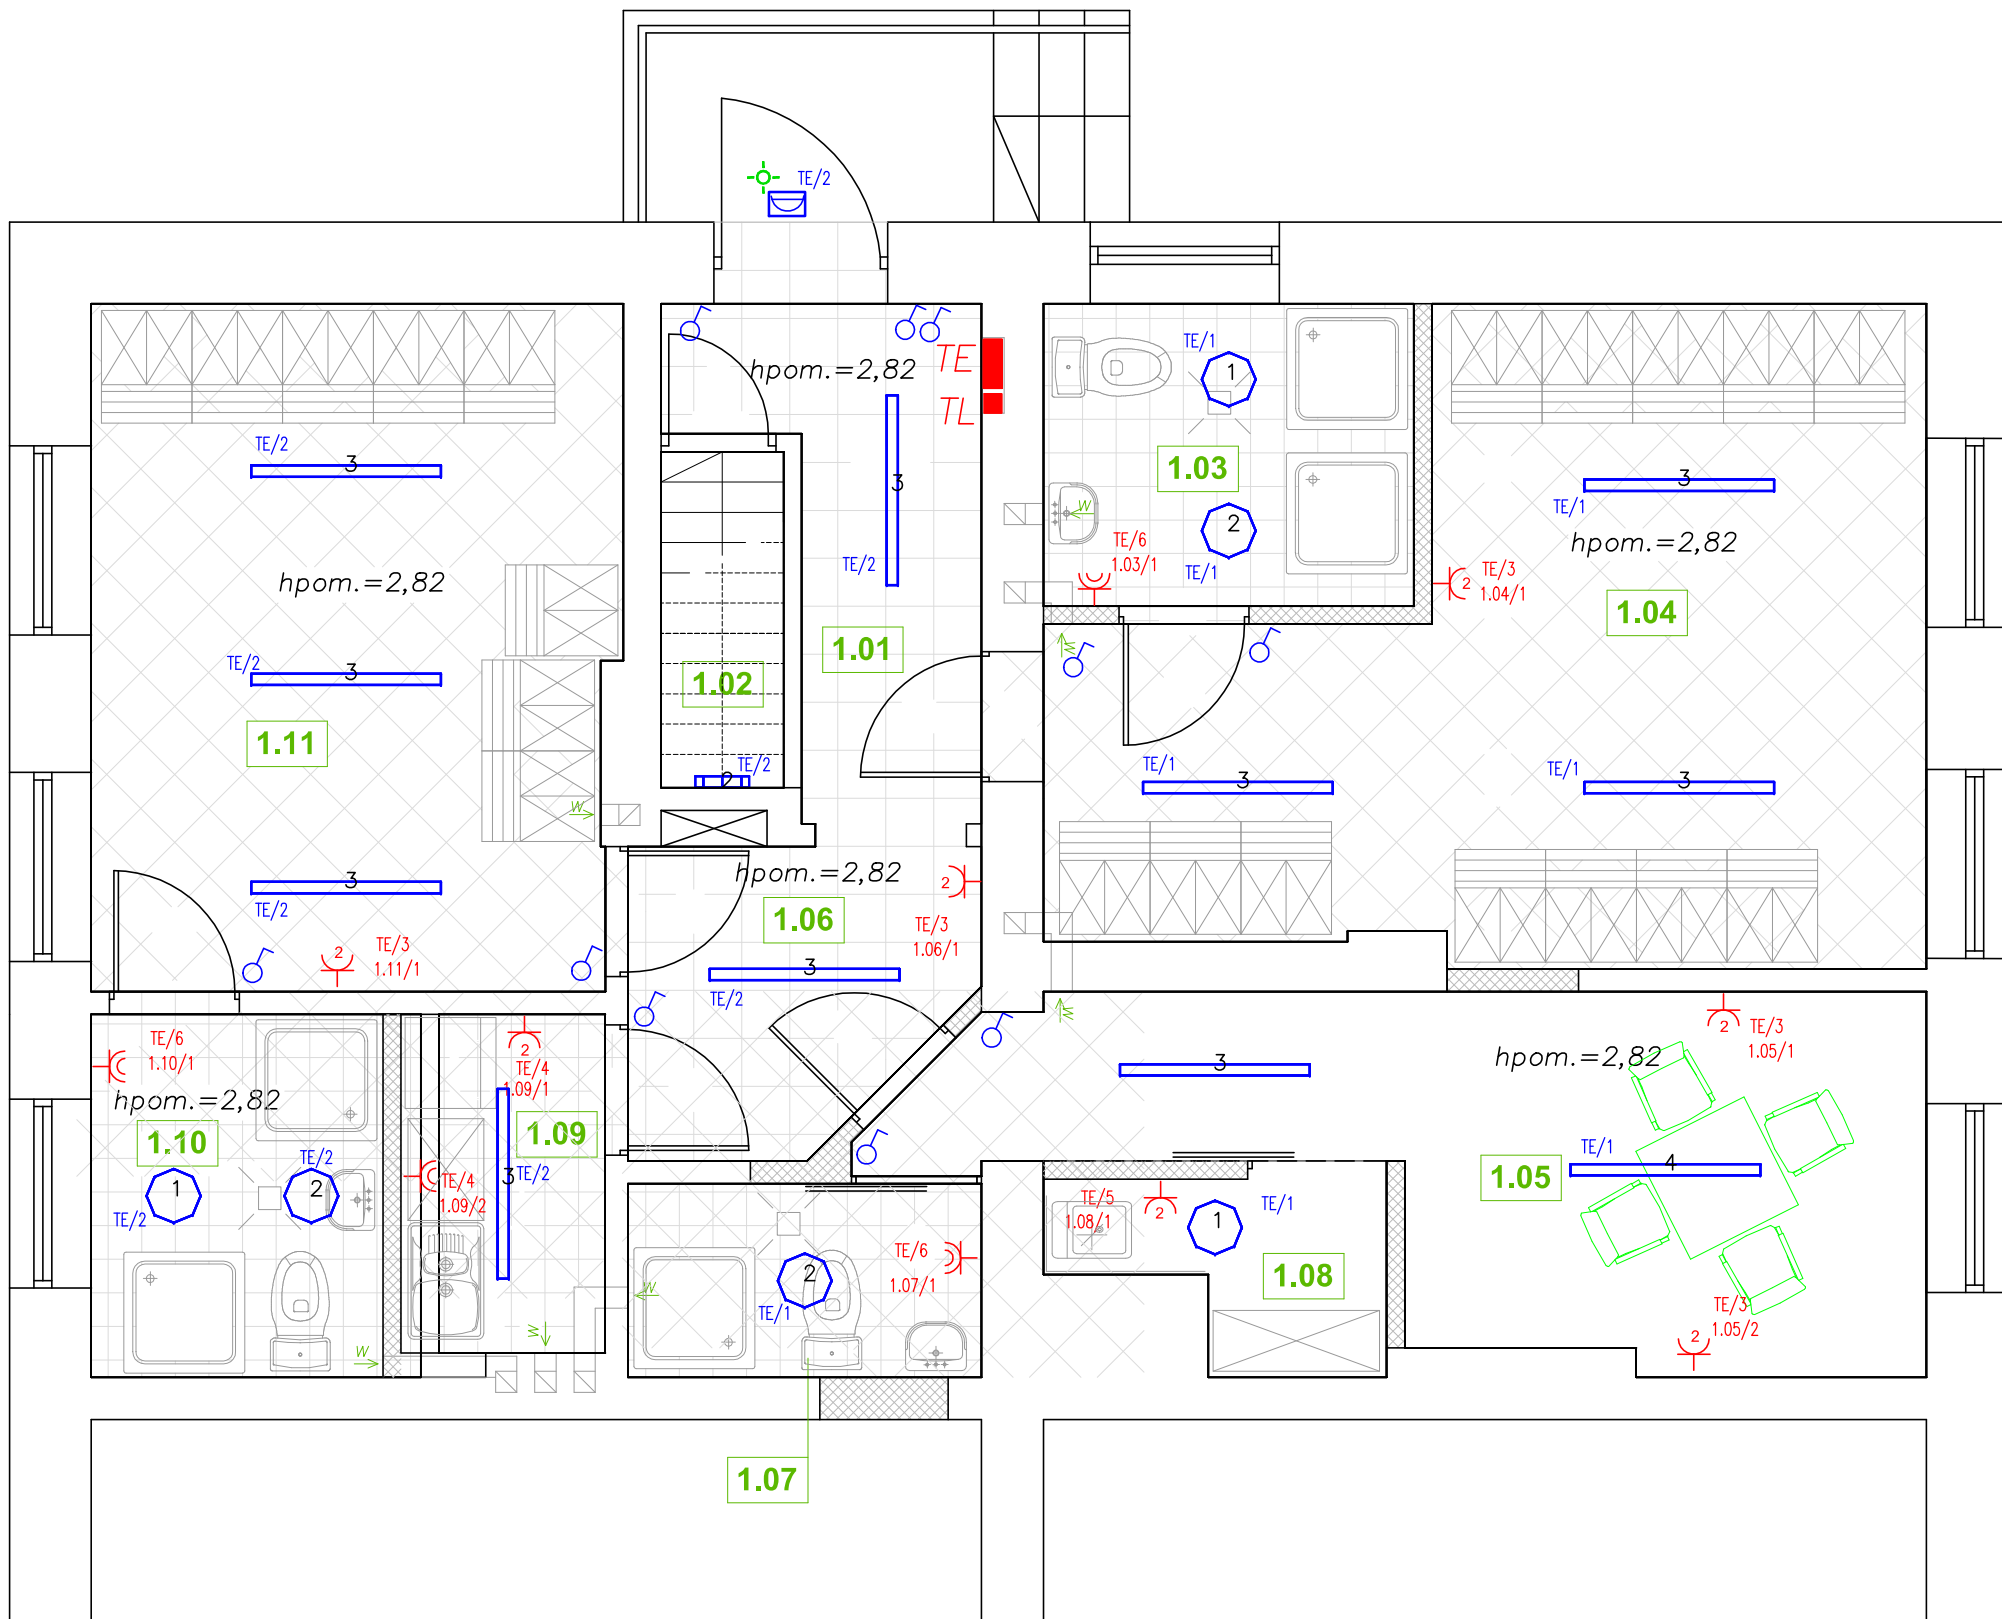 TE/2
hpom.=2,82
TE
TL
TE/1
1
TE/2
3
3
1.03
3
TE/1
2
W
TE/6
1.03/1
TE/1
hpom.=2,82
TE/2
hpom.=2,82
2
TE/3
1.04/1
1.04
1.01
W
TE/2
3
1.02
1.11
TE/2
2
TE/1
3
TE/1
3
W
3
TE/2
hpom.=2,82
2
1.06
TE/3
1.06/1
2
TE/3
1.11/1
3
TE/2
W
2
TE/3
1.05/1
TE/6
1.10/1
2
TE/4
1.09/1
hpom.=2,82
3
hpom.=2,82
1.10
1.09
TE/2
1
2
TE/2
TE/4
1.09/2
3
TE/2
TE/1
4
1.05
TE/5
1.08/1
2
1
TE/1
TE/6
1.07/1
2
TE/1
1.08
W
W
W
TE/3
1.05/2
2
1.07